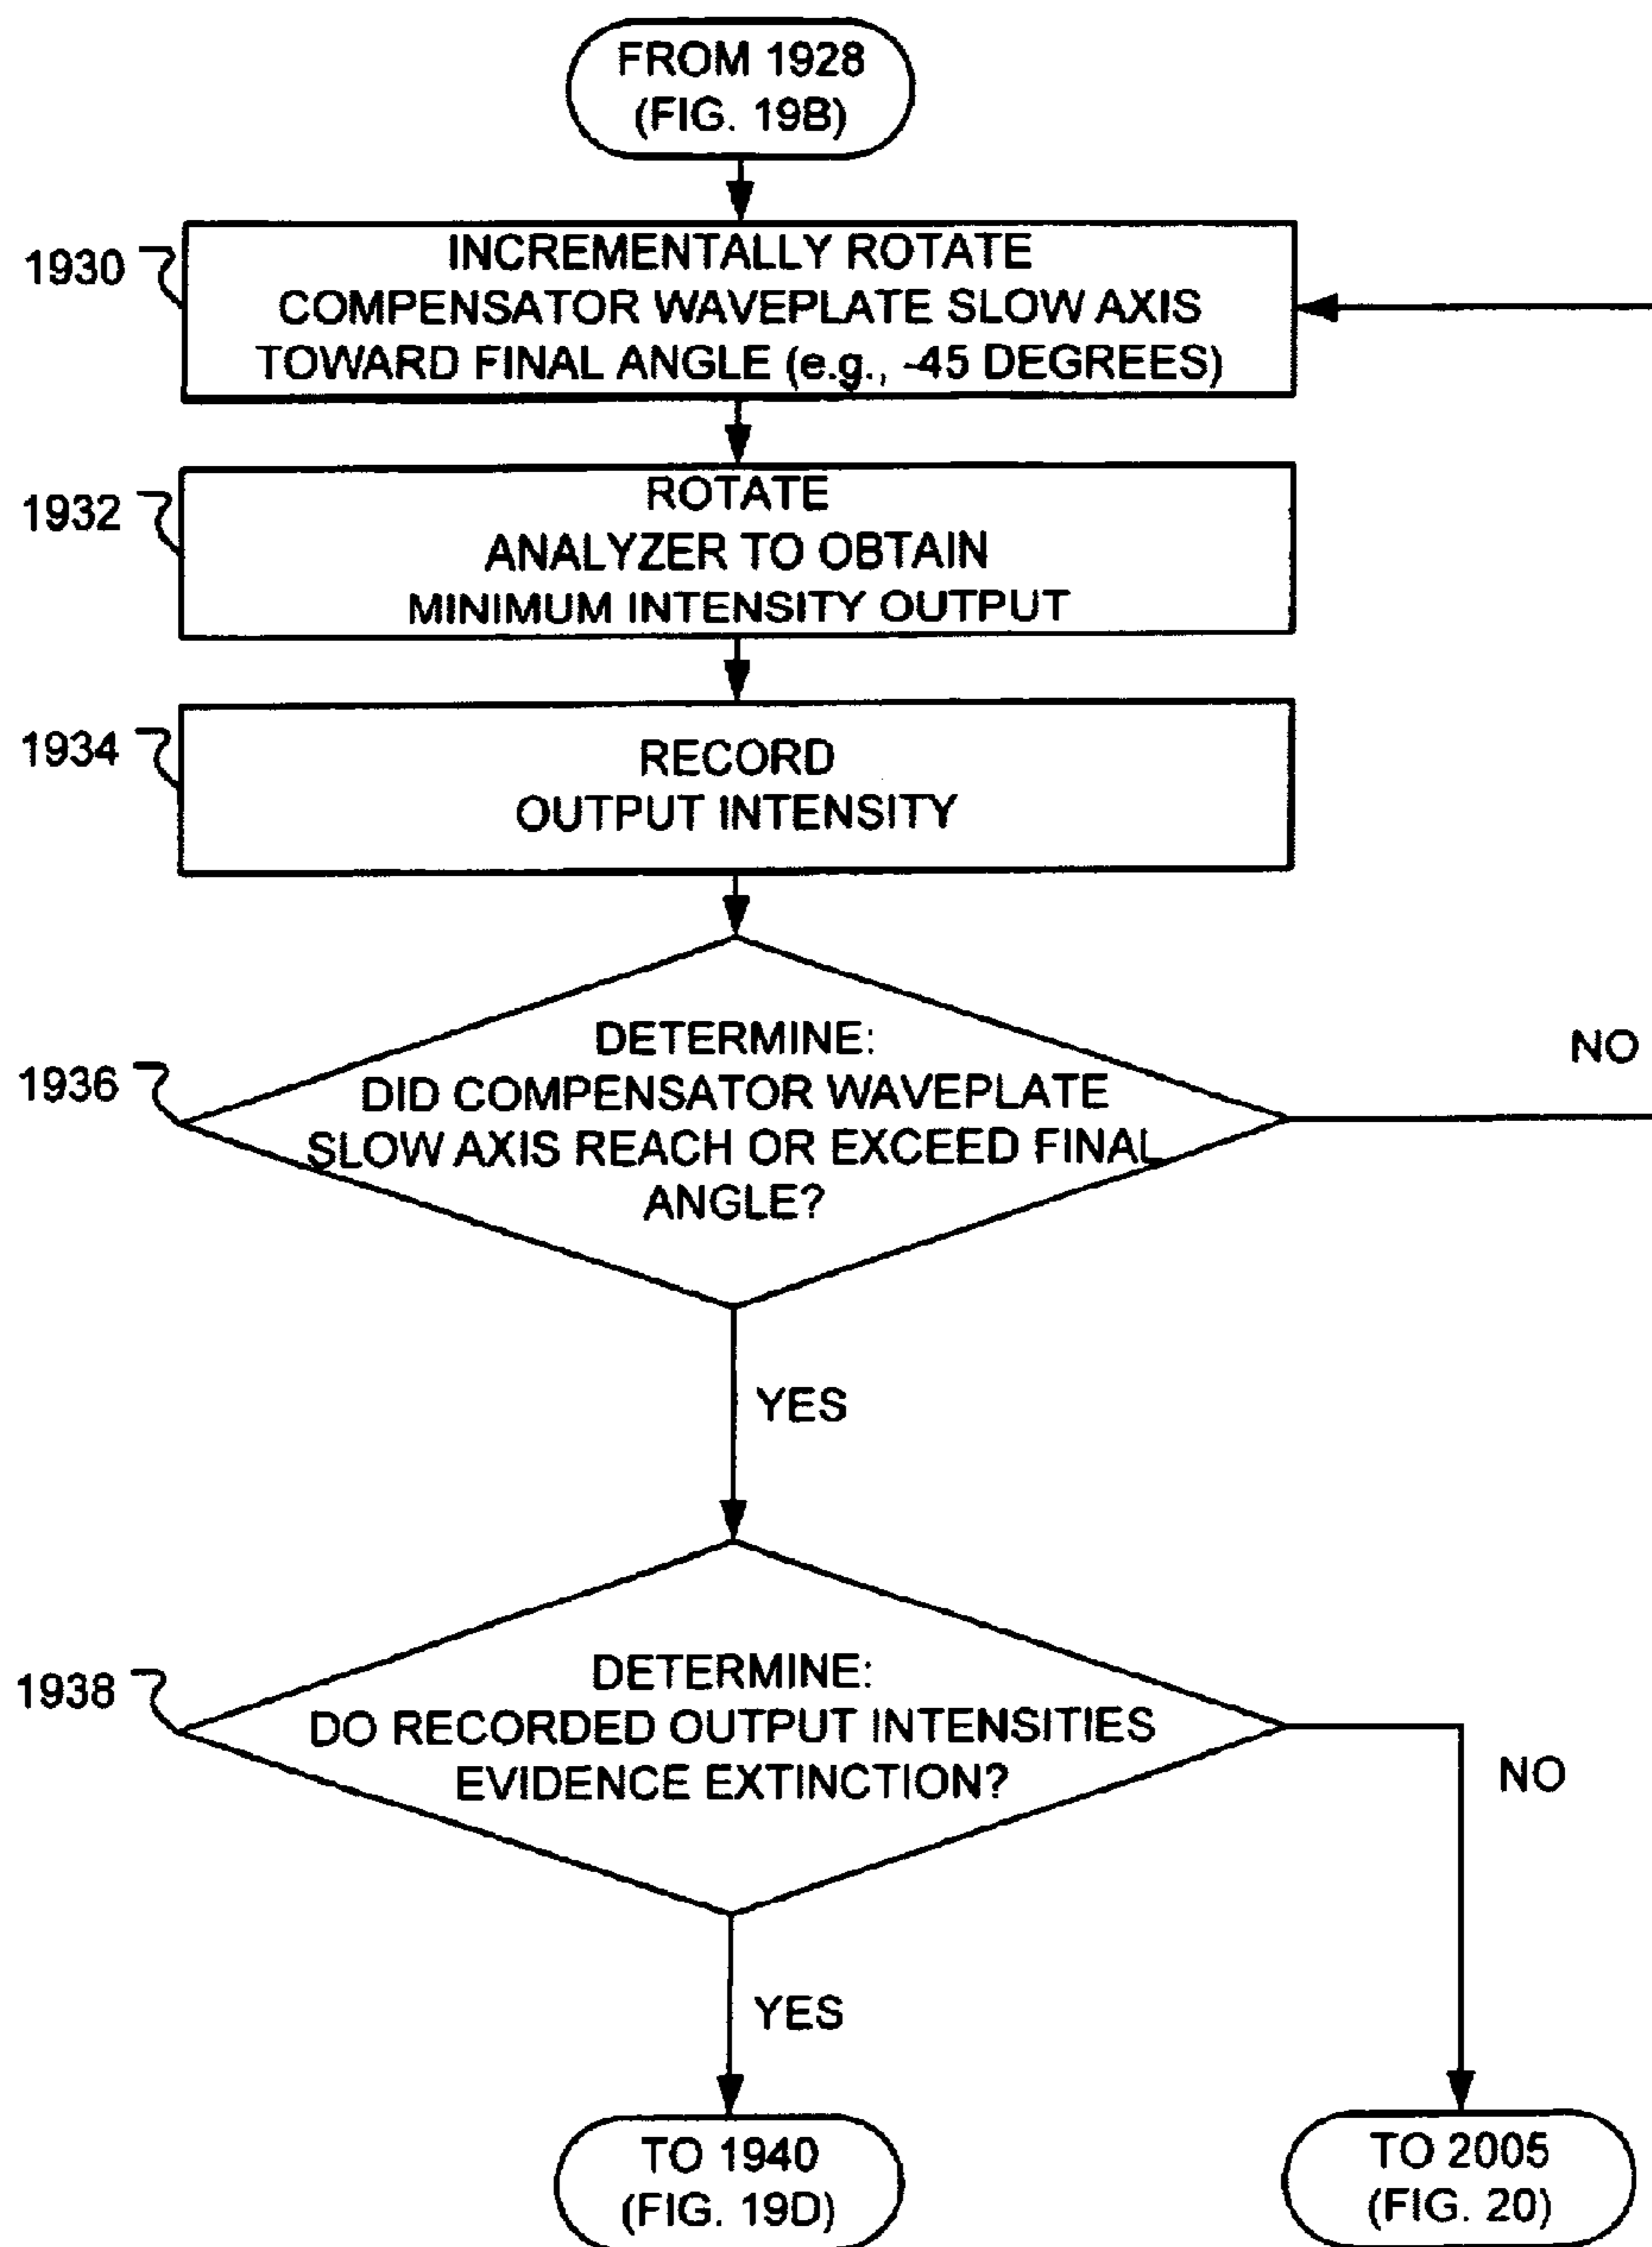 FROM 1928
(FIG. 19B)
1930
INCREMENTALLY ROTATE
COMPENSATOR WAVEPLATE SLOW AXIS
TOWARD FINAL ANGLE (e.g., -45 DEGREES)
1932
ROTATE
ANALYZER TO OBTAIN
MINIMUM INTENSITY OUTPUT
1934
RECORD
OUTPUT INTENSITY
1936
DETERMINE:
DID COMPENSATOR WAVEPLATE
SLOW AXIS REACH OR EXCEED FINAL
ANGLE?
NO
YES
1938
DETERMINE:
DO RECORDED OUTPUT INTENSITIES
EVIDENCE EXTINCTION?
NO
YES
TO 1940
(FIG. 19D)
TO 2005
(FIG. 20)